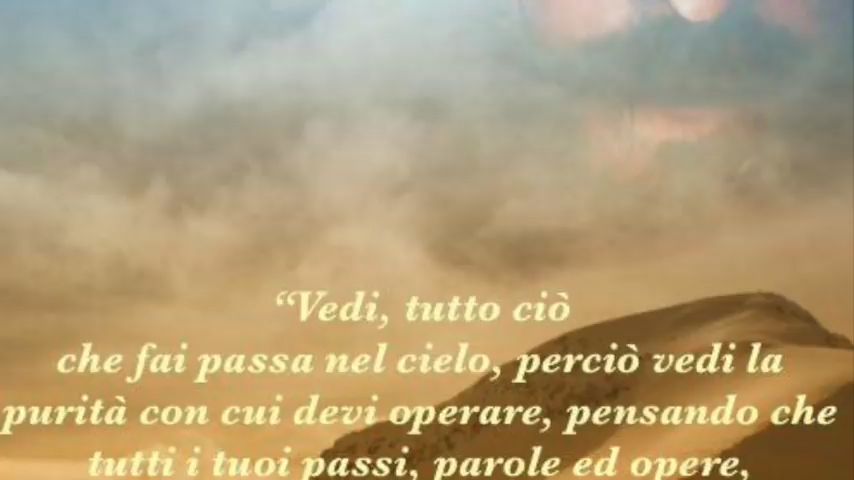 “Vedi, tutto ciò
che fai passa nel cielo, perciò vedi la
purità con cui devi operare, pensando che
tutti i tuoi passi, parole ed opere,